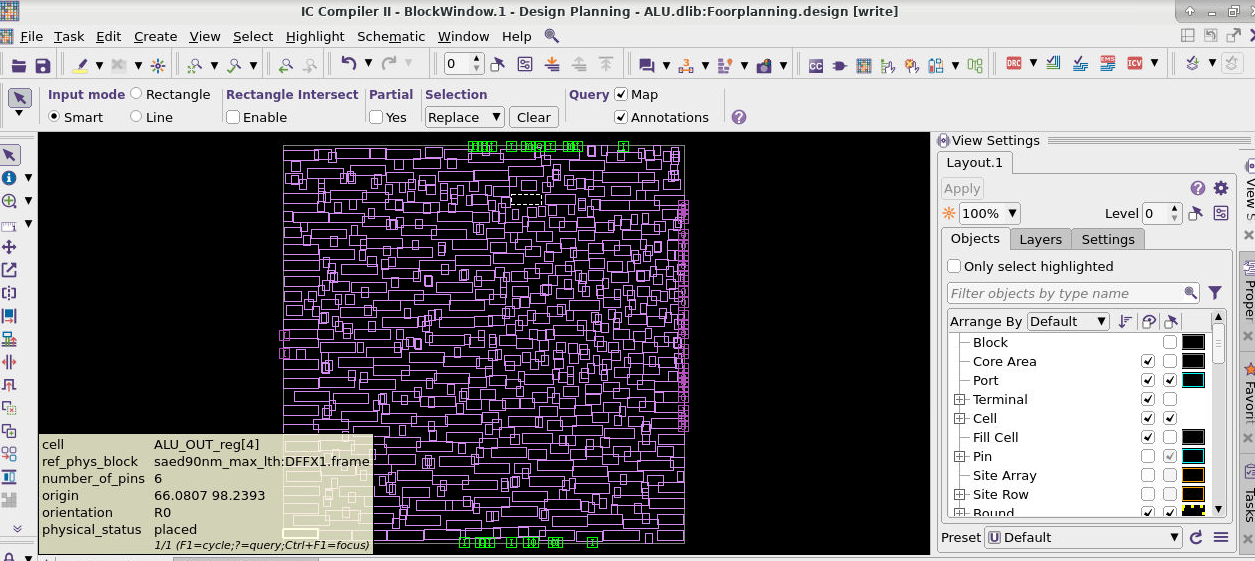 IC Compiler II - BlockWindow.1 - Design Planning - ALU.dlib:Foorplanning.design [write]
File Task Edit Create View Select Highlight Schematic Window Help
0
DRC
EMS
ICV
Input mode Rectangle Rectangle Intersect Partial Selection Query Map
Smart Line Enable Yes Replace Clear Annotations
View Settings
Layout.1
Apply
100% Level 0
Objects Layers Settings
Only select highlighted
Filter objects by type name
Arrange By Default
Block
Core Area
Port
Terminal
Cell
Fill Cell
Pin
Site Array
Site Row
Bound
Preset Default
View S
Proper
Favorit
Tasks
cell ALU_OUT_reg[4]
ref_phys_block saed90nm_max_lth:DFFX1.frame
number_of_pins 6
origin 66.0807 98.2393
orientation R0
physical_status placed
1/1 (F1=cycle;?=query;Ctrl+F1=focus)